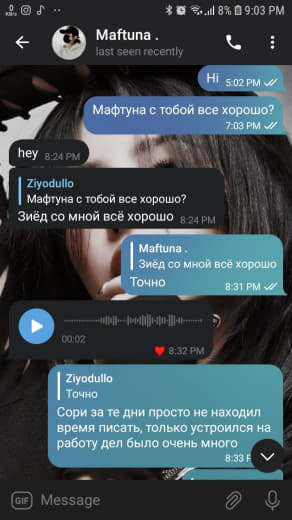 0
K/s
8%
9:03 PM
Maftuna .
last seen recently
Hi 5:02 PM
Мафтуна с тобой все хорошо?
7:03 PM
hey 8:24 PM
Ziyodullo
Мафтуна с тобой все хорошо?
Зиёд со мной всё хорошо 8:24 PM
Maftuna .
Зиёд со мной всё хорошо
Точно 8:31 PM
00:02
8:32 PM
Ziyodullo
Точно
Сори за те дни просто не находил
время писать, только устроился на
работу дел было очень много
8:33 P
GIF Message